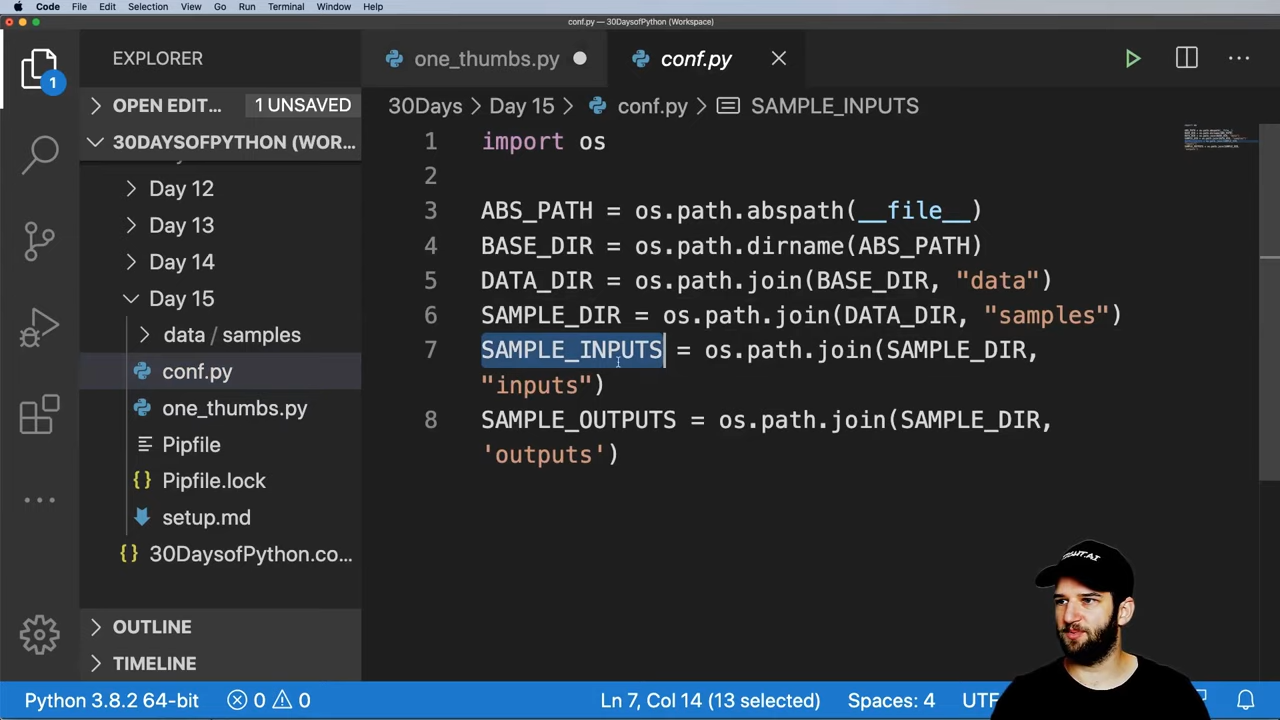 Code File Edit Selection View Go Run Terminal Window Help
conf.py — 30DaysofPython (Workspace)
EXPLORER
one_thumbs.py
conf.py
1
OPEN EDIT...
1 UNSAVED
30Days > Day 15 > conf.py > SAMPLE_INPUTS
30DAYSOFPYTHON (WOR...
Day 12
Day 13
Day 14
Day 15
data / samples
conf.py
one_thumbs.py
Pipfile
Pipfile.lock
setup.md
30DaysofPython.co...
OUTLINE
TIMELINE
1 import os
2
3 ABS_PATH = os.path.abspath(__file__)
4 BASE_DIR = os.path.dirname(ABS_PATH)
5 DATA_DIR = os.path.join(BASE_DIR, "data")
6 SAMPLE_DIR = os.path.join(DATA_DIR, "samples")
7 SAMPLE_INPUTS = os.path.join(SAMPLE_DIR,
"inputs")
8 SAMPLE_OUTPUTS = os.path.join(SAMPLE_DIR,
'outputs')
Python 3.8.2 64-bit 0 0 Ln 7, Col 14 (13 selected) Spaces: 4 UTF